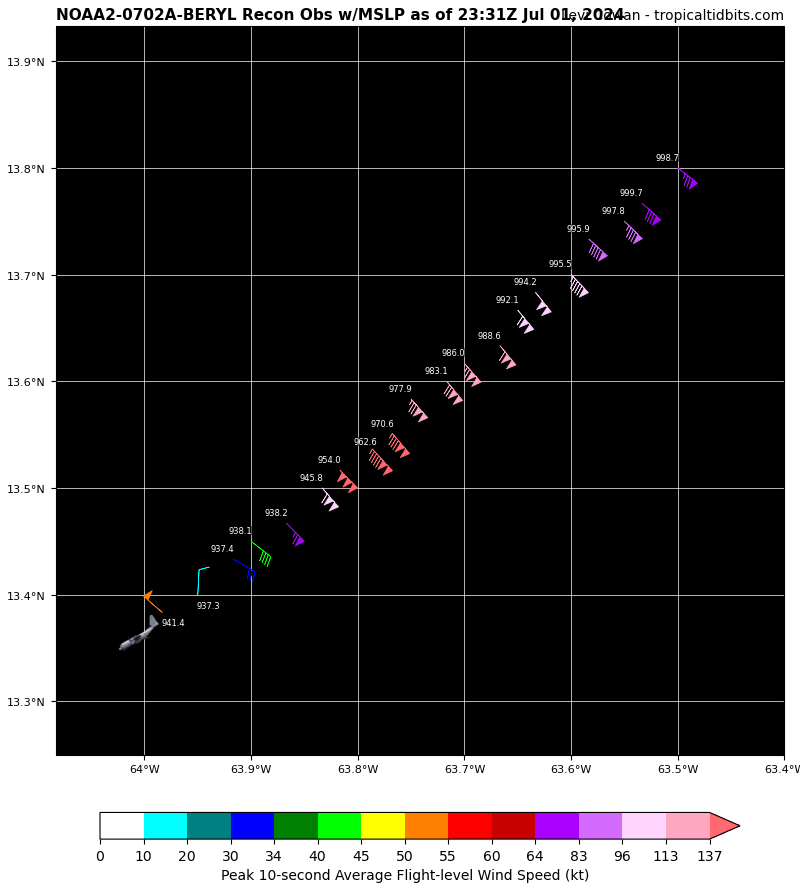 NOAA2-0702A-BERYL Recon Obs w/MSLP as of 23:31Z Jul 01, 2024
Levi Cowan - tropicaltidbits.com
13.9°N
998.7
13.8°N
999.7
997.8
995.9
13.7°N
995.5
994.2
992.1
988.6
986.0
983.1
13.6°N
977.9
970.6
962.6
954.0
945.8
13.5°N
938.2
938.1
937.4
13.4°N
937.3
941.4
13.3°N
64°W 63.9°W 63.8°W 63.7°W 63.6°W 63.5°W 63.4°W
0 10 20 30 34 40 45 50 55 60 64 83 96 113 137
Peak 10-second Average Flight-level Wind Speed (kt)